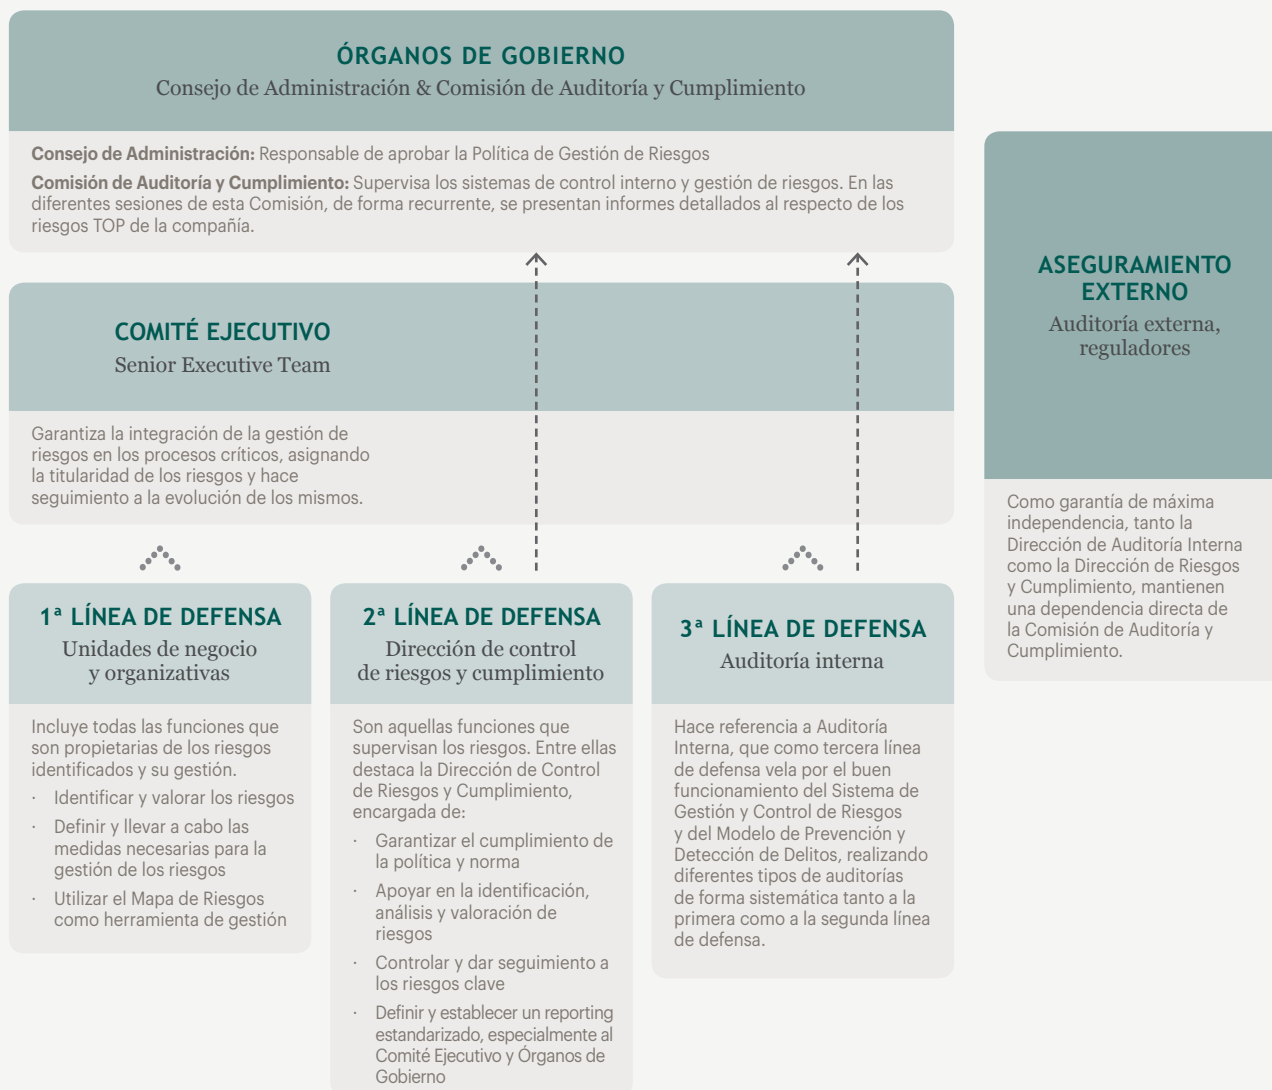 ÓRGANOS DE GOBIERNO
Consejo de Administración & Comisión de Auditoría y Cumplimiento
Consejo de Administración: Responsable de aprobar la Política de Gestión de Riesgos
Comisión de Auditoría y Cumplimiento: Supervisa los sistemas de control interno y gestión de riesgos. En las
diferentes sesiones de esta Comisión, de forma recurrente, se presentan informes detallados al respecto de los
riesgos TOP de la compañía.
COMITÉ EJECUTIVO
Senior Executive Team
Garantiza la integración de la gestión de
riesgos en los procesos críticos, asignando
la titularidad de los riesgos y hace
seguimiento a la evolución de los mismos.
1ª LÍNEA DE DEFENSA
Unidades de negocio
y organizativas
Incluye todas las funciones que
son propietarias de los riesgos
identificados y su gestión.
· Identificar y valorar los riesgos
· Definir y llevar a cabo las
medidas necesarias para la
gestión de los riesgos
· Utilizar el Mapa de Riesgos
como herramienta de gestión
2ª LÍNEA DE DEFENSA
Dirección de control
de riesgos y cumplimiento
Son aquellas funciones que
supervisan los riesgos. Entre ellas
destaca la Dirección de Control
de Riesgos y Cumplimiento,
encargada de:
· Garantizar el cumplimiento de
la política y norma
· Apoyar en la identificación,
análisis y valoración de
riesgos
· Controlar y dar seguimiento a
los riesgos clave
· Definir y establecer un reporting
estandarizado, especialmente al
Comité Ejecutivo y Órganos de
Gobierno
3ª LÍNEA DE DEFENSA
Auditoría interna
Hace referencia a Auditoría
Interna, que como tercera línea
de defensa vela por el buen
funcionamiento del Sistema de
Gestión y Control de Riesgos
y del Modelo de Prevención y
Detección de Delitos, realizando
diferentes tipos de auditorías
de forma sistemática tanto a la
primera como a la segunda línea
de defensa.
ASEGURAMIENTO
EXTERNO
Auditoría externa,
reguladores
Como garantía de máxima
independencia, tanto la
Dirección de Auditoría Interna
como la Dirección de Riesgos
y Cumplimiento, mantienen
una dependencia directa de
la Comisión de Auditoría y
Cumplimiento.